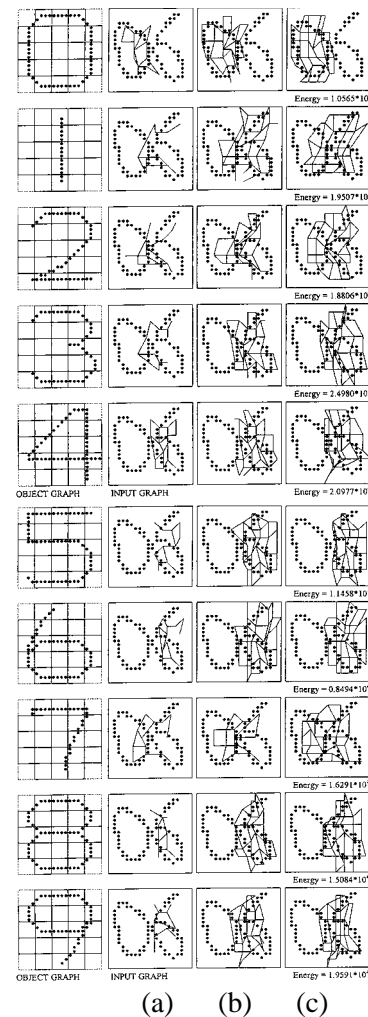 Energy = 1.0565*10
Energy = 1.9507*10
Energy = 1.8806*10
Energy = 2.4980*10
OBJECT GRAPH INPUT GRAPH
Energy = 2.0977*10
Energy = 1.1458*10
Energy = 0.8494*10
Energy = 1.6291*10
Energy = 1.5084*10
OBJECT GRAPH INPUT GRAPH
Energy = 1.9591*10
(a) (b) (c)